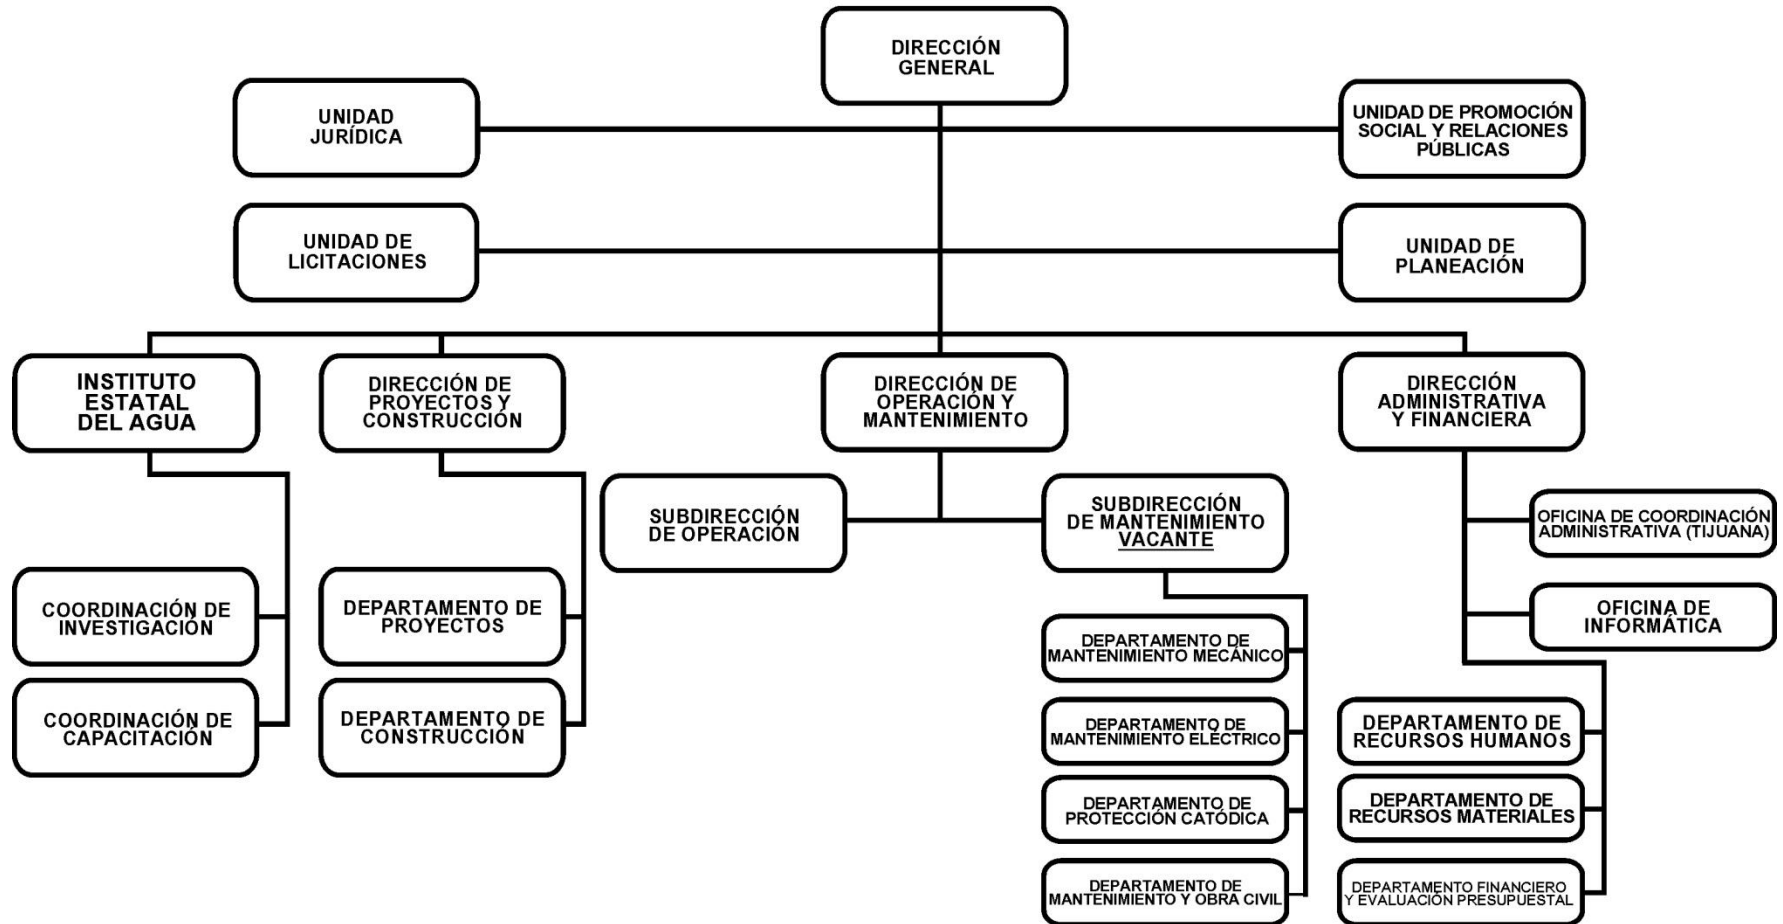 DIRECCIÓN
GENERAL
UNIDAD
JURÍDICA
UNIDAD DE PROMOCIÓN
SOCIAL Y RELACIONES
PÚBLICAS
UNIDAD DE
LICITACIONES
UNIDAD DE
PLANEACIÓN
INSTITUTO
ESTATAL
DEL AGUA
DIRECCIÓN DE
PROYECTOS Y
CONSTRUCCIÓN
DIRECCIÓN DE
OPERACIÓN Y
MANTENIMIENTO
DIRECCIÓN
ADMINISTRATIVA
Y FINANCIERA
SUBDIRECCIÓN
DE OPERACIÓN
SUBDIRECCIÓN
DE MANTENIMIENTO
VACANTE
OFICINA DE COORDINACIÓN
ADMINISTRATIVA (TIJUANA)
OFICINA DE
INFORMÁTICA
COORDINACIÓN DE
INVESTIGACIÓN
COORDINACIÓN DE
CAPACITACIÓN
DEPARTAMENTO DE
PROYECTOS
DEPARTAMENTO DE
CONSTRUCCIÓN
DEPARTAMENTO DE
MANTENIMIENTO MECÁNICO
DEPARTAMENTO DE
MANTENIMIENTO ELÉCTRICO
DEPARTAMENTO DE
PROTECCIÓN CATÓDICA
DEPARTAMENTO DE
MANTENIMIENTO Y OBRA CIVIL
DEPARTAMENTO DE
RECURSOS HUMANOS
DEPARTAMENTO DE
RECURSOS MATERIALES
DEPARTAMENTO FINANCIERO
Y EVALUACIÓN PRESUPUESTAL